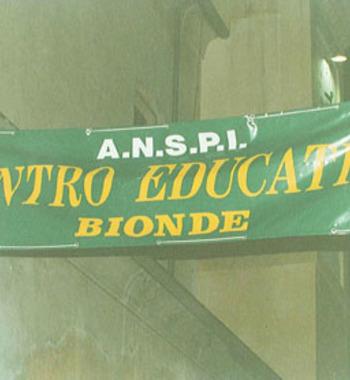 A.N.S.P.I.
NTRO EDUCATI
BIONDE